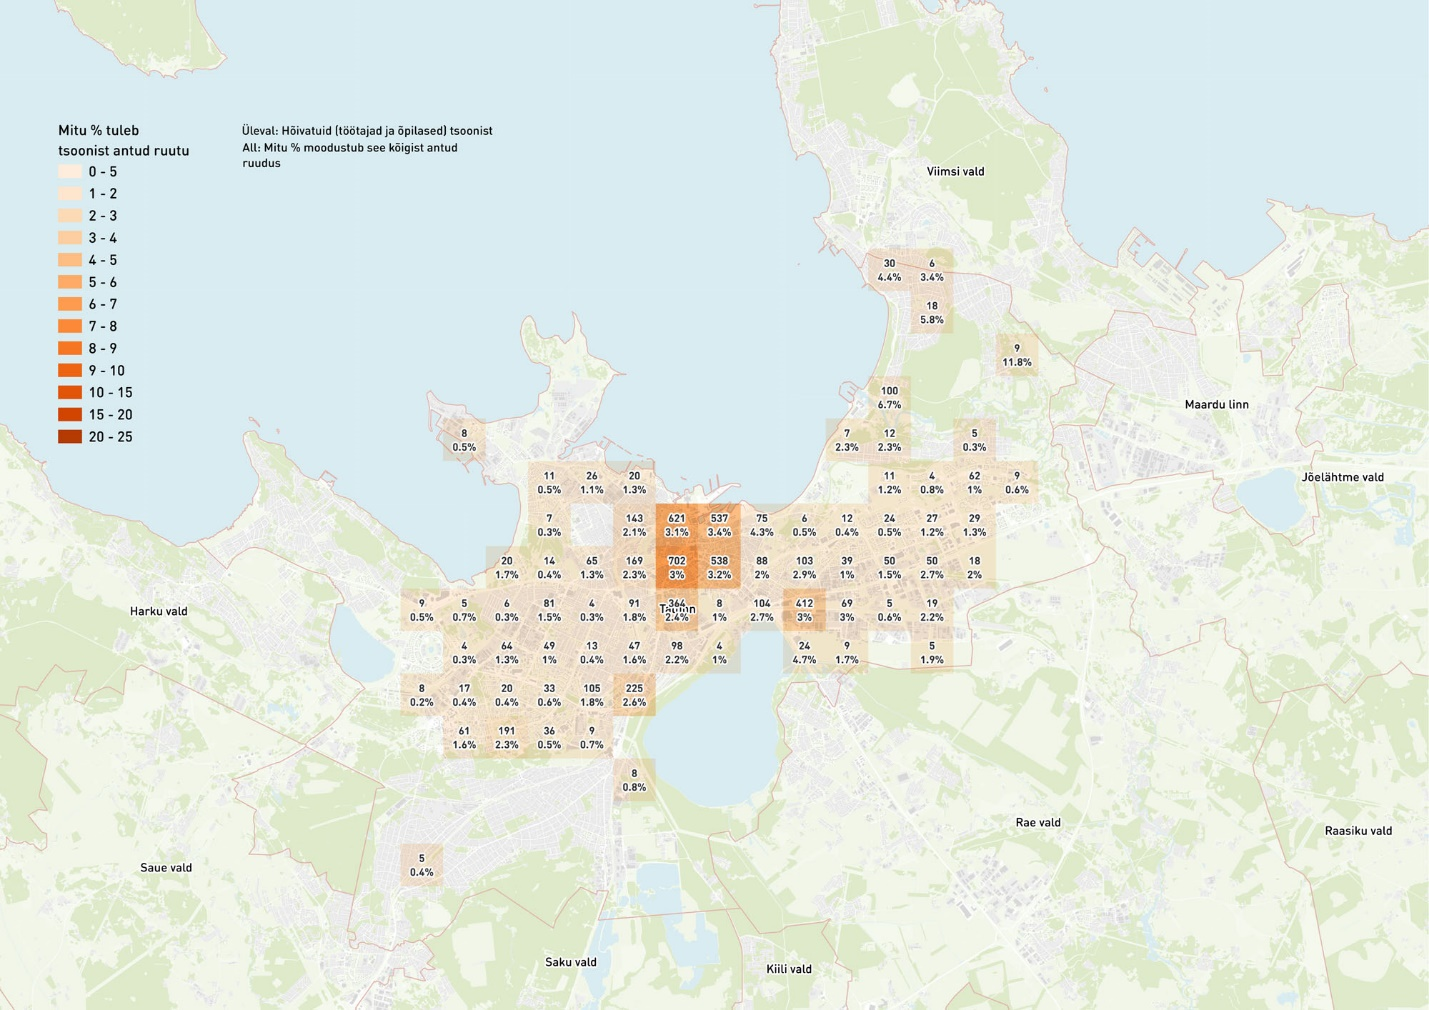 Mitu % tuleb
tsoonist antud ruutu
0 - 5
1 - 2
2 - 3
3 - 4
4 - 5
5 - 6
6 - 7
7 - 8
8 - 9
9 - 10
10 - 15
15 - 20
20 - 25
Üleval: Hõivatuid (töötajad ja õpilased) tsoonist
All: Mitu % moodustub see kõigist antud
ruudus
Viimsi vald
30 6
4.4% 3.4%
18
5.8%
9
11.8%
100
6.7%
Maardu linn
8 7 12 5
0.5% 2.3% 2.3% 0.3%
11 26 20 11 4 62 9
0.5% 1.1% 1.3% 1.2% 0.8% 1% 0.6%
Jõelähtme vald
7 143 621 537 75 6 12 24 27 29
0.3% 2.1% 3.1% 3.4% 4.3% 0.5% 0.4% 0.5% 1.2% 1.3%
20 14 65 169 702 538 88 103 39 50 50 18
1.7% 0.4% 1.3% 2.3% 3% 3.2% 2% 2.9% 1% 1.5% 2.7% 2%
9 5 6 81 4 91 364 8 104 412 69 5 19
Harku vald
Tallinn
0.5% 0.7% 0.3% 1.5% 0.3% 1.8% 2.4% 1% 2.7% 3% 3% 0.6% 2.2%
4 64 49 13 47 98 4 24 9 5
0.3% 1.3% 1% 0.4% 1.6% 2.2% 1% 4.7% 1.7% 1.9%
8 17 20 33 105 225
0.2% 0.4% 0.4% 0.6% 1.8% 2.6%
61 191 36 9
1.6% 2.3% 0.5% 0.7%
8
0.8%
Rae vald
Raasiku vald
5
0.4%
Saue vald
Saku vald
Kiili vald